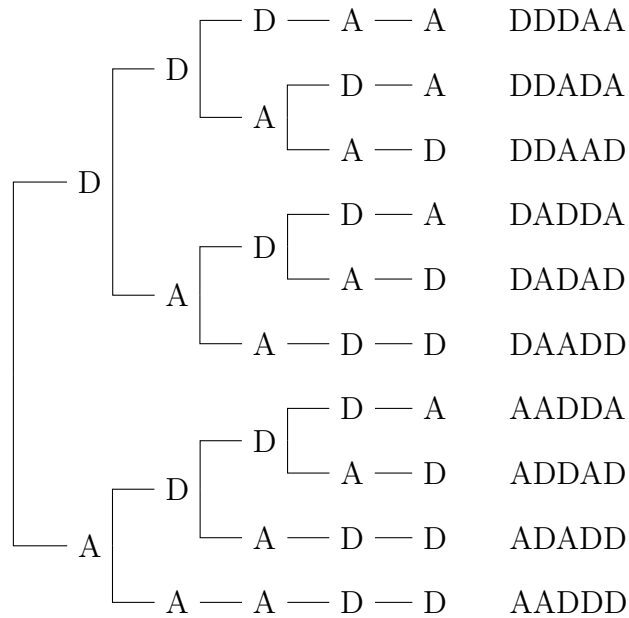 D A A DDDAA
D
D A DDADA
A
A D DDAAD
D
D A DADDA
D
A D DADAD
A
A D D DAADD
D A AADDA
D
A D ADDAD
D
A D D ADADD
A
A A D D AADDD